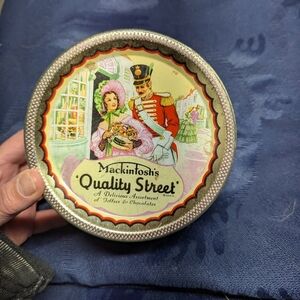 Mackintosh's
'Quality Street'
A Delicious Assortment
of Toffees & Chocolates